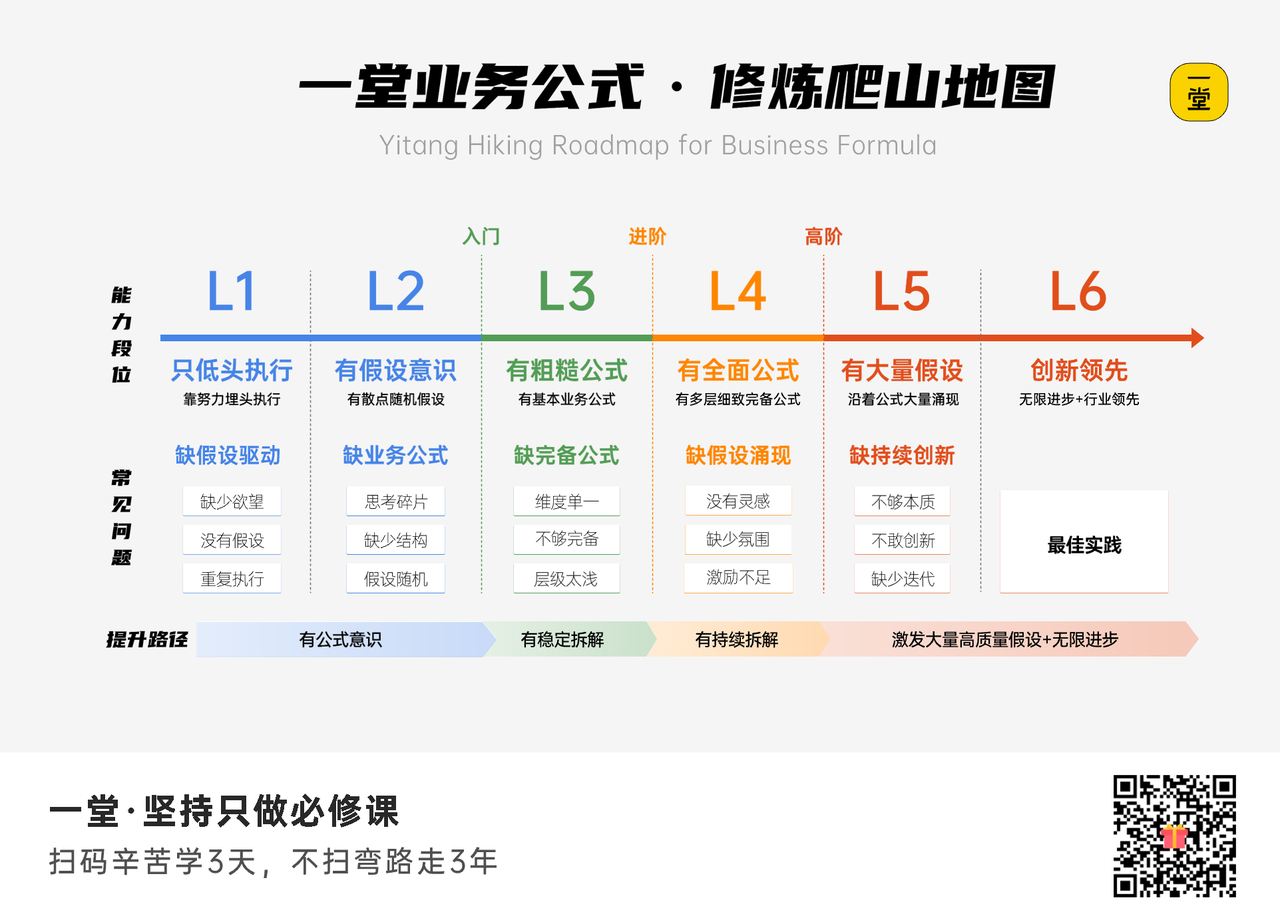 一堂业务公式·修炼爬山地图
一
堂
Yitang Hiking Roadmap for Business Formula
入门
进阶
高阶
能力段位
L1
L2
L3
L4
L5
L6
只低头执行
有假设意识
有粗糙公式
有全面公式
有大量假设
创新领先
靠努力埋头执行
有散点随机假设
有基本业务公式
有多层细致完备公式
沿着公式大量涌现
无限进步+行业领先
常见问题
缺假设驱动
缺业务公式
缺完备公式
缺假设涌现
缺持续创新
缺少欲望
思考碎片
维度单一
没有灵感
不够本质
没有假设
缺少结构
不够完备
缺少氛围
不敢创新
最佳实践
重复执行
假设随机
层级太浅
激励不足
缺少迭代
提升路径
有公式意识
有稳定拆解
有持续拆解
激发大量高质量假设+无限进步
一堂·坚持只做必修课
扫码辛苦学3天，不扫弯路走3年